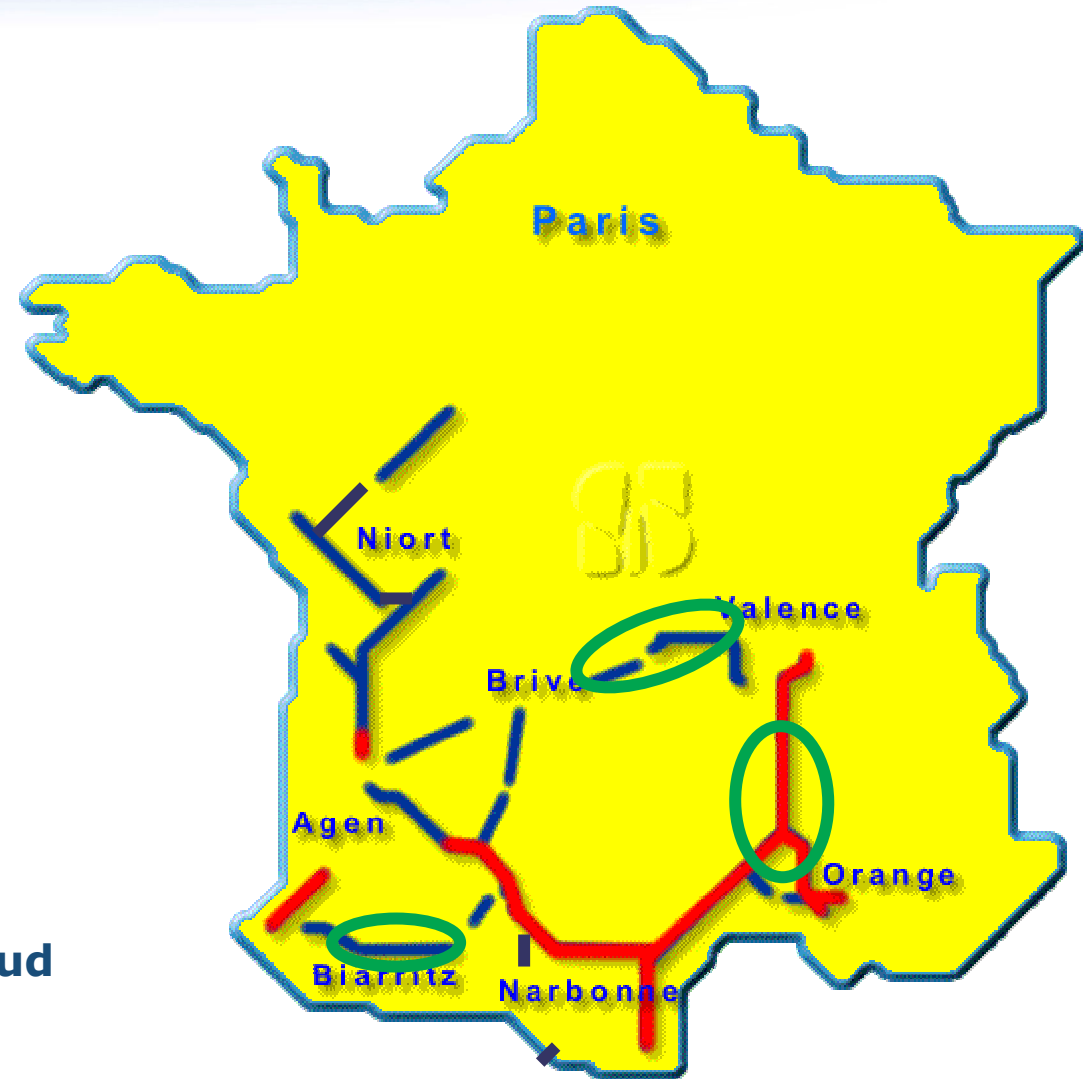 Paris
Niort
Valence
Brive
Agen
Orange
ud
Biarritz
Narbonne